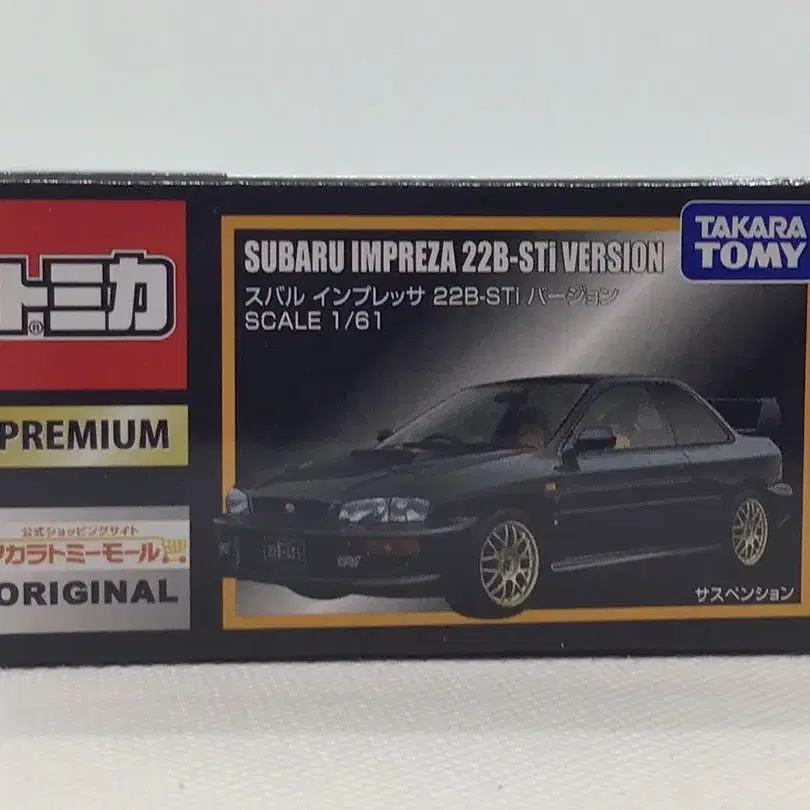 トミカ
®
PREMIUM
公式ショッピングサイト
タカラトミーモール
ORIGINAL
SUBARU IMPREZA 22B-STi VERSION
スバル インプレッサ 22B-STi バージョン
SCALE 1/61
TAKARA
TOMY
サスペンション